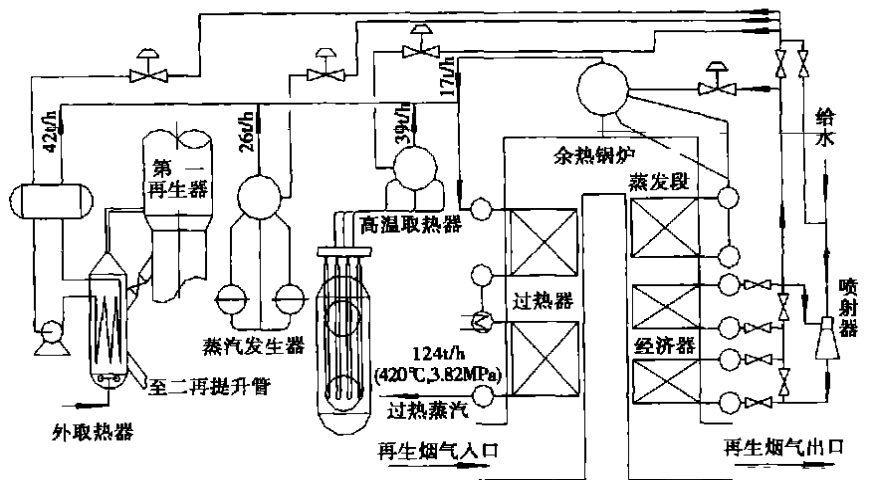 42t/h
26t/h
39t/h
17t/h
给
水
第一
再生器
余热锅炉
蒸发段
高温取热器
过热器
喷射器
蒸汽发生器
经济器
124t/h
(420℃,3.82MPa)
至二再提升管
过热蒸汽
外取热器
再生烟气入口
再生烟气出口